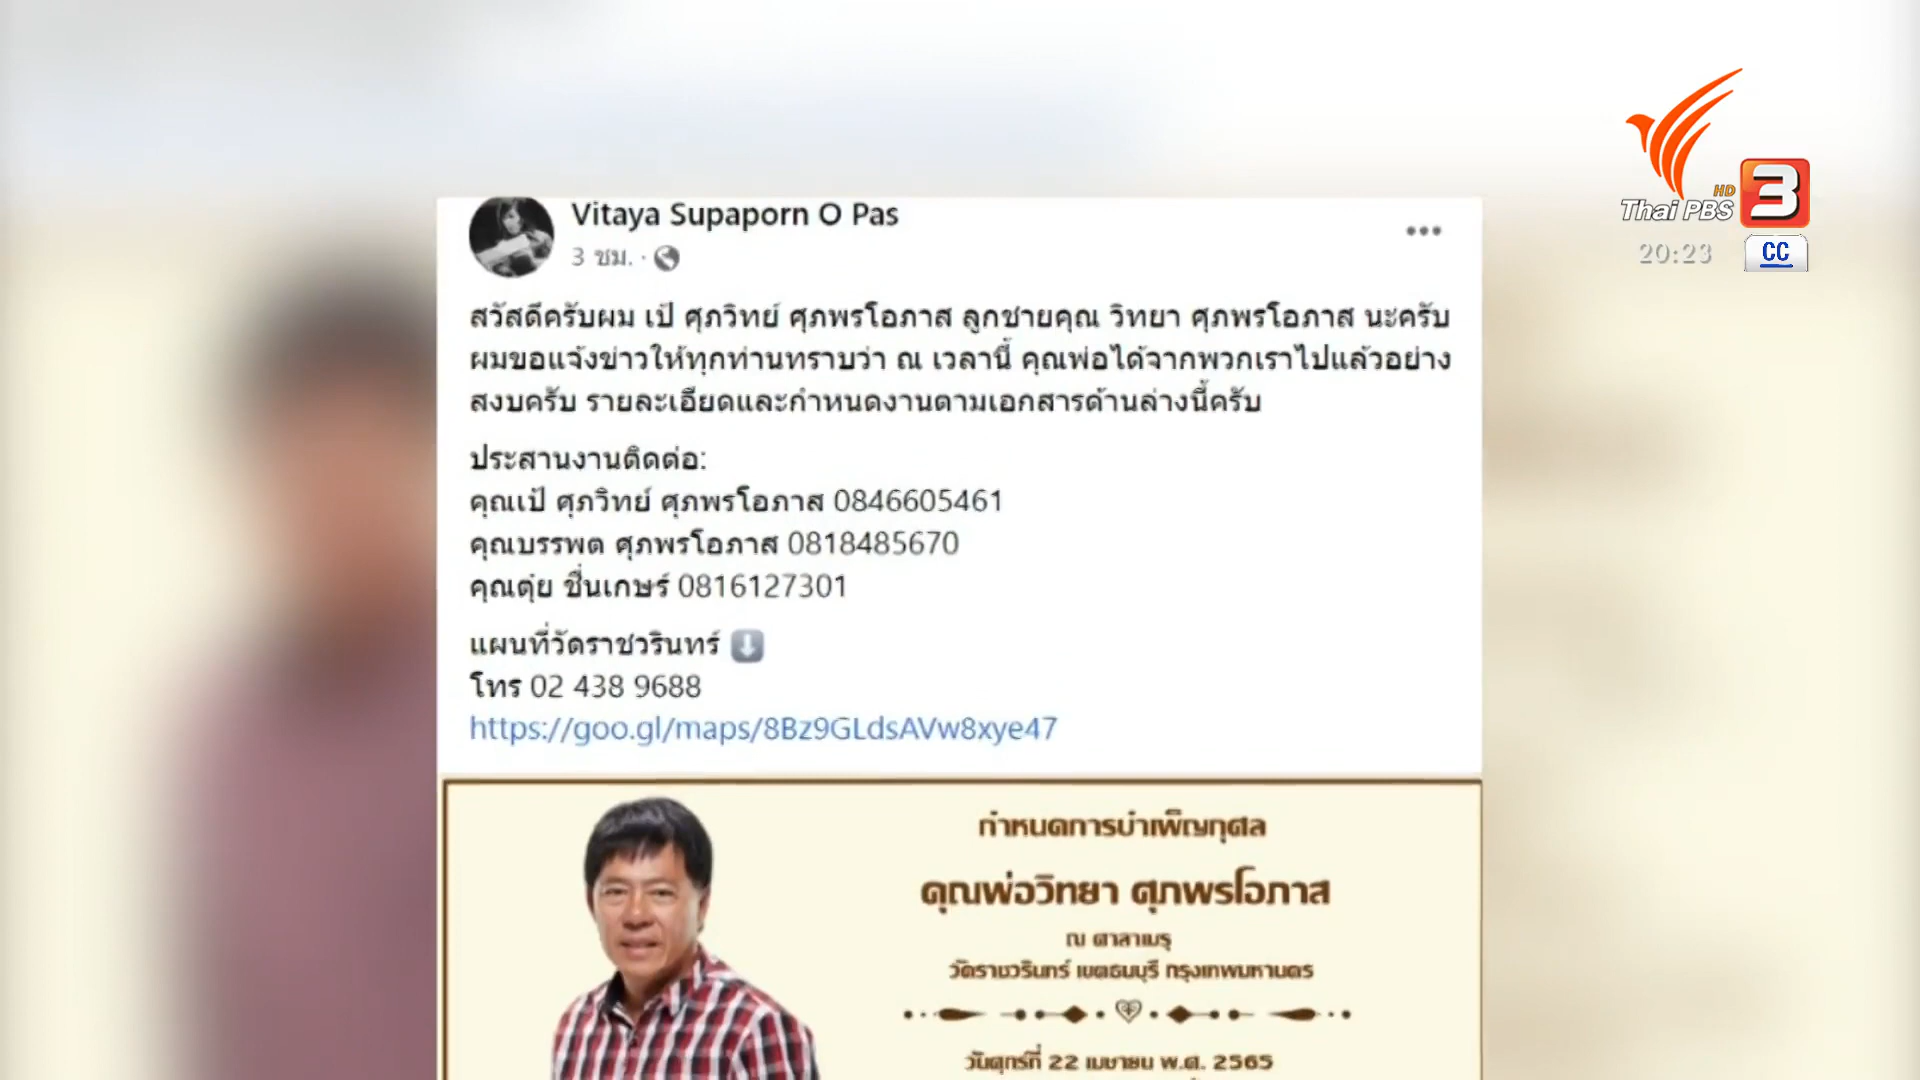 Vitaya Supaporn O Pas
3 ชม. ·
สวัสดีครับผม เป้ ศุภวิทย์ ศุภพรโอภาส ลูกชายคุณ วิทยา ศุภพรโอภาส นะครับ
ผมขอแจ้งข่าวให้ทุกท่านทราบว่า ณ เวลานี้ คุณพ่อได้จากพวกเราไปแล้วอย่าง
สงบครับ รายละเอียดและกำหนดงานตามเอกสารด้านล่างนี้ครับ
ประสานงานติดต่อ:
คุณเป้ ศุภวิทย์ ศุภพรโอภาส 0846605461
คุณบรรพต ศุภพรโอภาส 0818485670
คุณตุ่ย ชื่นเกษร์ 0816127301
แผนที่วัดราชวรินทร์ ⬇️
โทร 02 438 9688
https://goo.gl/maps/8Bz9GLdsAVw8xye47
กำหนดการบำเพ็ญกุศล
คุณพ่อวิทยา ศุภพรโอภาส
ณ ศาลาเมรุ
วัดราชวรินทร์ เขตธนบุรี กรุงเทพมหานคร
วันศุกร์ที่ 22 เมษายน พ.ศ. 2565
HD
Thai PBS 3
20:23 CC